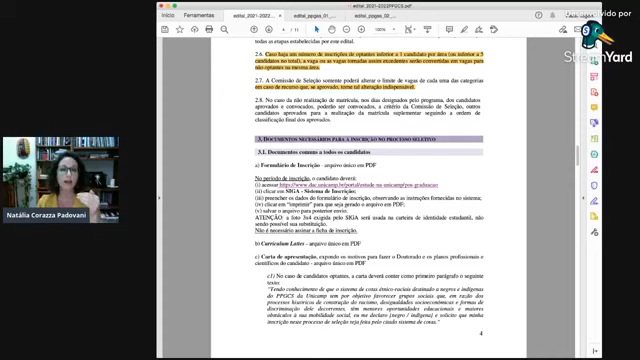 edital_2021-2022PPGCS.pdf
Início
Ferramentas
edital_2021-2022...
edital_ppgss_01_...
edital_ppgcs_02_...
StreamYard
todas as etapas estabelecidas por este edital.
2.6. Caso haja um número de inscrições de optantes inferior a 1 candidato por área (ou inferior a 5
candidatos no total), a vaga ou as vagas tornadas assim excedentes serão convertidas em vagas para
não optantes na mesma área.
2.7. A Comissão de Seleção somente poderá alterar o limite de vagas de cada uma das categorias
em caso de recurso que, se aprovado, torne tal alteração indispensável.
2.8. No caso da não realização de matrícula, nos dias designados pelo programa, dos candidatos
aprovados e convocados, poderão ser convocados, a critério da Comissão de Seleção, outros
candidatos aprovados para a realização da matrícula suplementar seguindo a ordem de
classificação final dos aprovados.
3. DOCUMENTOS NECESSÁRIOS PARA A INSCRIÇÃO NO PROCESSO SELETIVO
3.1. Documentos comuns a todos os candidatos
a) Formulário de Inscrição - arquivo único em PDF
No período de inscrição, o candidato deverá:
(i) acessar https://www.dac.unicamp.br/portal/estude-na-unicamp/pos-graduacao
(ii) clicar em SIGA - Sistema de Inscrição;
(iii) preencher os dados do formulário de inscrição, observando as instruções fornecidas no sistema;
(iv) clicar em "imprimir" para que seja gerado o arquivo em PDF;
(v) salvar o arquivo para posterior envio.
ATENÇÃO: a foto 3x4 exigida pelo SIGA será usada na carteira de identidade estudantil, não
sendo possível sua substituição.
Não é necessário assinar a ficha de inscrição.
b) Curriculum Lattes - arquivo único em PDF
c) Carta de apresentação, expondo os motivos para fazer o Doutorado e os planos profissionais e
científicos do candidato - arquivo único em PDF
c1) No caso de candidatos optantes, a carta deverá conter como primeiro parágrafo o seguinte
texto:
"Tendo conhecimento de que o sistema de cotas étnico-raciais destinado a negros e indígenas
do PPGCS da Unicamp tem por objetivo favorecer grupos sociais que, em razão dos
processos históricos de construção do racismo, desigualdades socioeconômicas e formas de
discriminação dele decorrentes, têm menores oportunidades educacionais e maiores
obstáculos à sua mobilidade social, eu me declaro [negro / indígena] e solicito que minha
inscrição nesse processo de seleção seja feita pelo citado sistema de cotas."
4
Natália Corazza Padovani